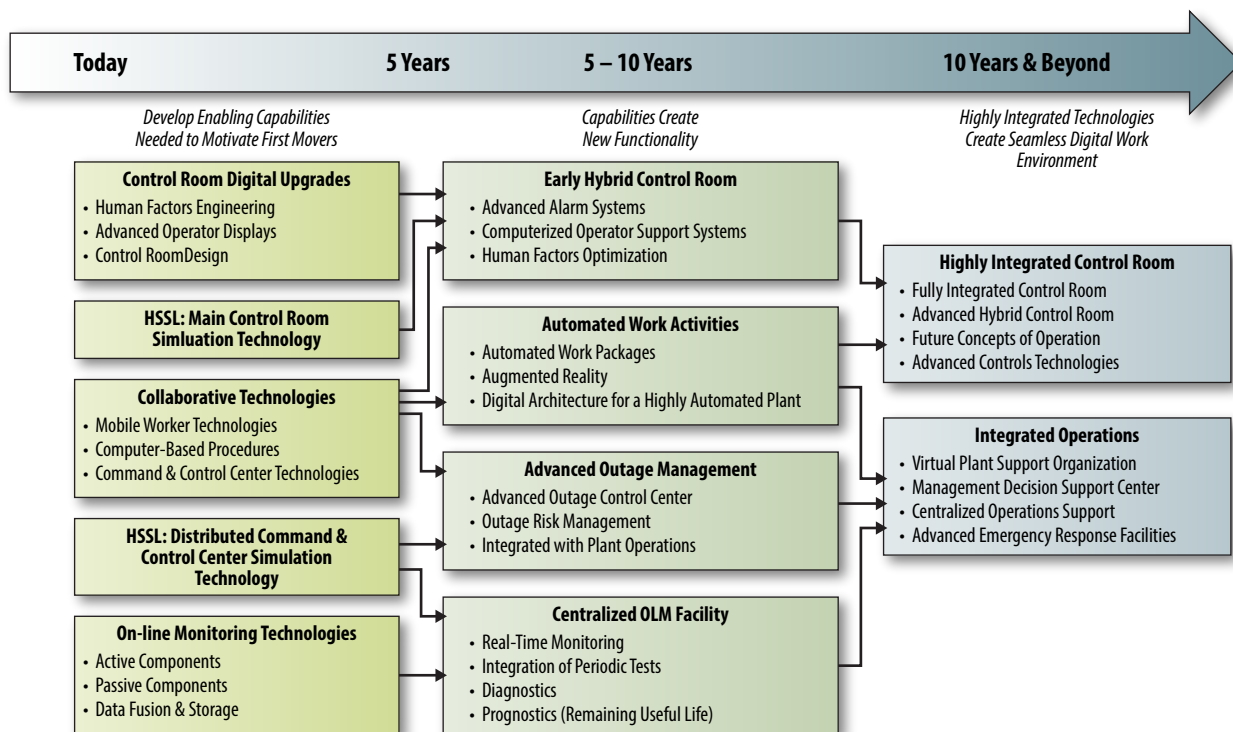 Today
5 Years
5 – 10 Years
10 Years & Beyond
Develop Enabling Capabilities
Needed to Motivate First Movers
Capabilities Create
New Functionality
Highly Integrated Technologies
Create Seamless Digital Work
Environment
Control Room Digital Upgrades
• Human Factors Engineering
• Advanced Operator Displays
• Control RoomDesign
HSSL: Main Control Room
Simluation Technology
Collaborative Technologies
• Mobile Worker Technologies
• Computer-Based Procedures
• Command & Control Center Technologies
HSSL: Distributed Command &
Control Center Simulation
Technology
On-line Monitoring Technologies
• Active Components
• Passive Components
• Data Fusion & Storage
Early Hybrid Control Room
• Advanced Alarm Systems
• Computerized Operator Support Systems
• Human Factors Optimization
Automated Work Activities
• Automated Work Packages
• Augmented Reality
• Digital Architecture for a Highly Automated Plant
Advanced Outage Management
• Advanced Outage Control Center
• Outage Risk Management
• Integrated with Plant Operations
Centralized OLM Facility
• Real-Time Monitoring
• Integration of Periodic Tests
• Diagnostics
• Prognostics (Remaining Useful Life)
Highly Integrated Control Room
• Fully Integrated Control Room
• Advanced Hybrid Control Room
• Future Concepts of Operation
• Advanced Controls Technologies
Integrated Operations
• Virtual Plant Support Organization
• Management Decision Support Center
• Centralized Operations Support
• Advanced Emergency Response Facilities